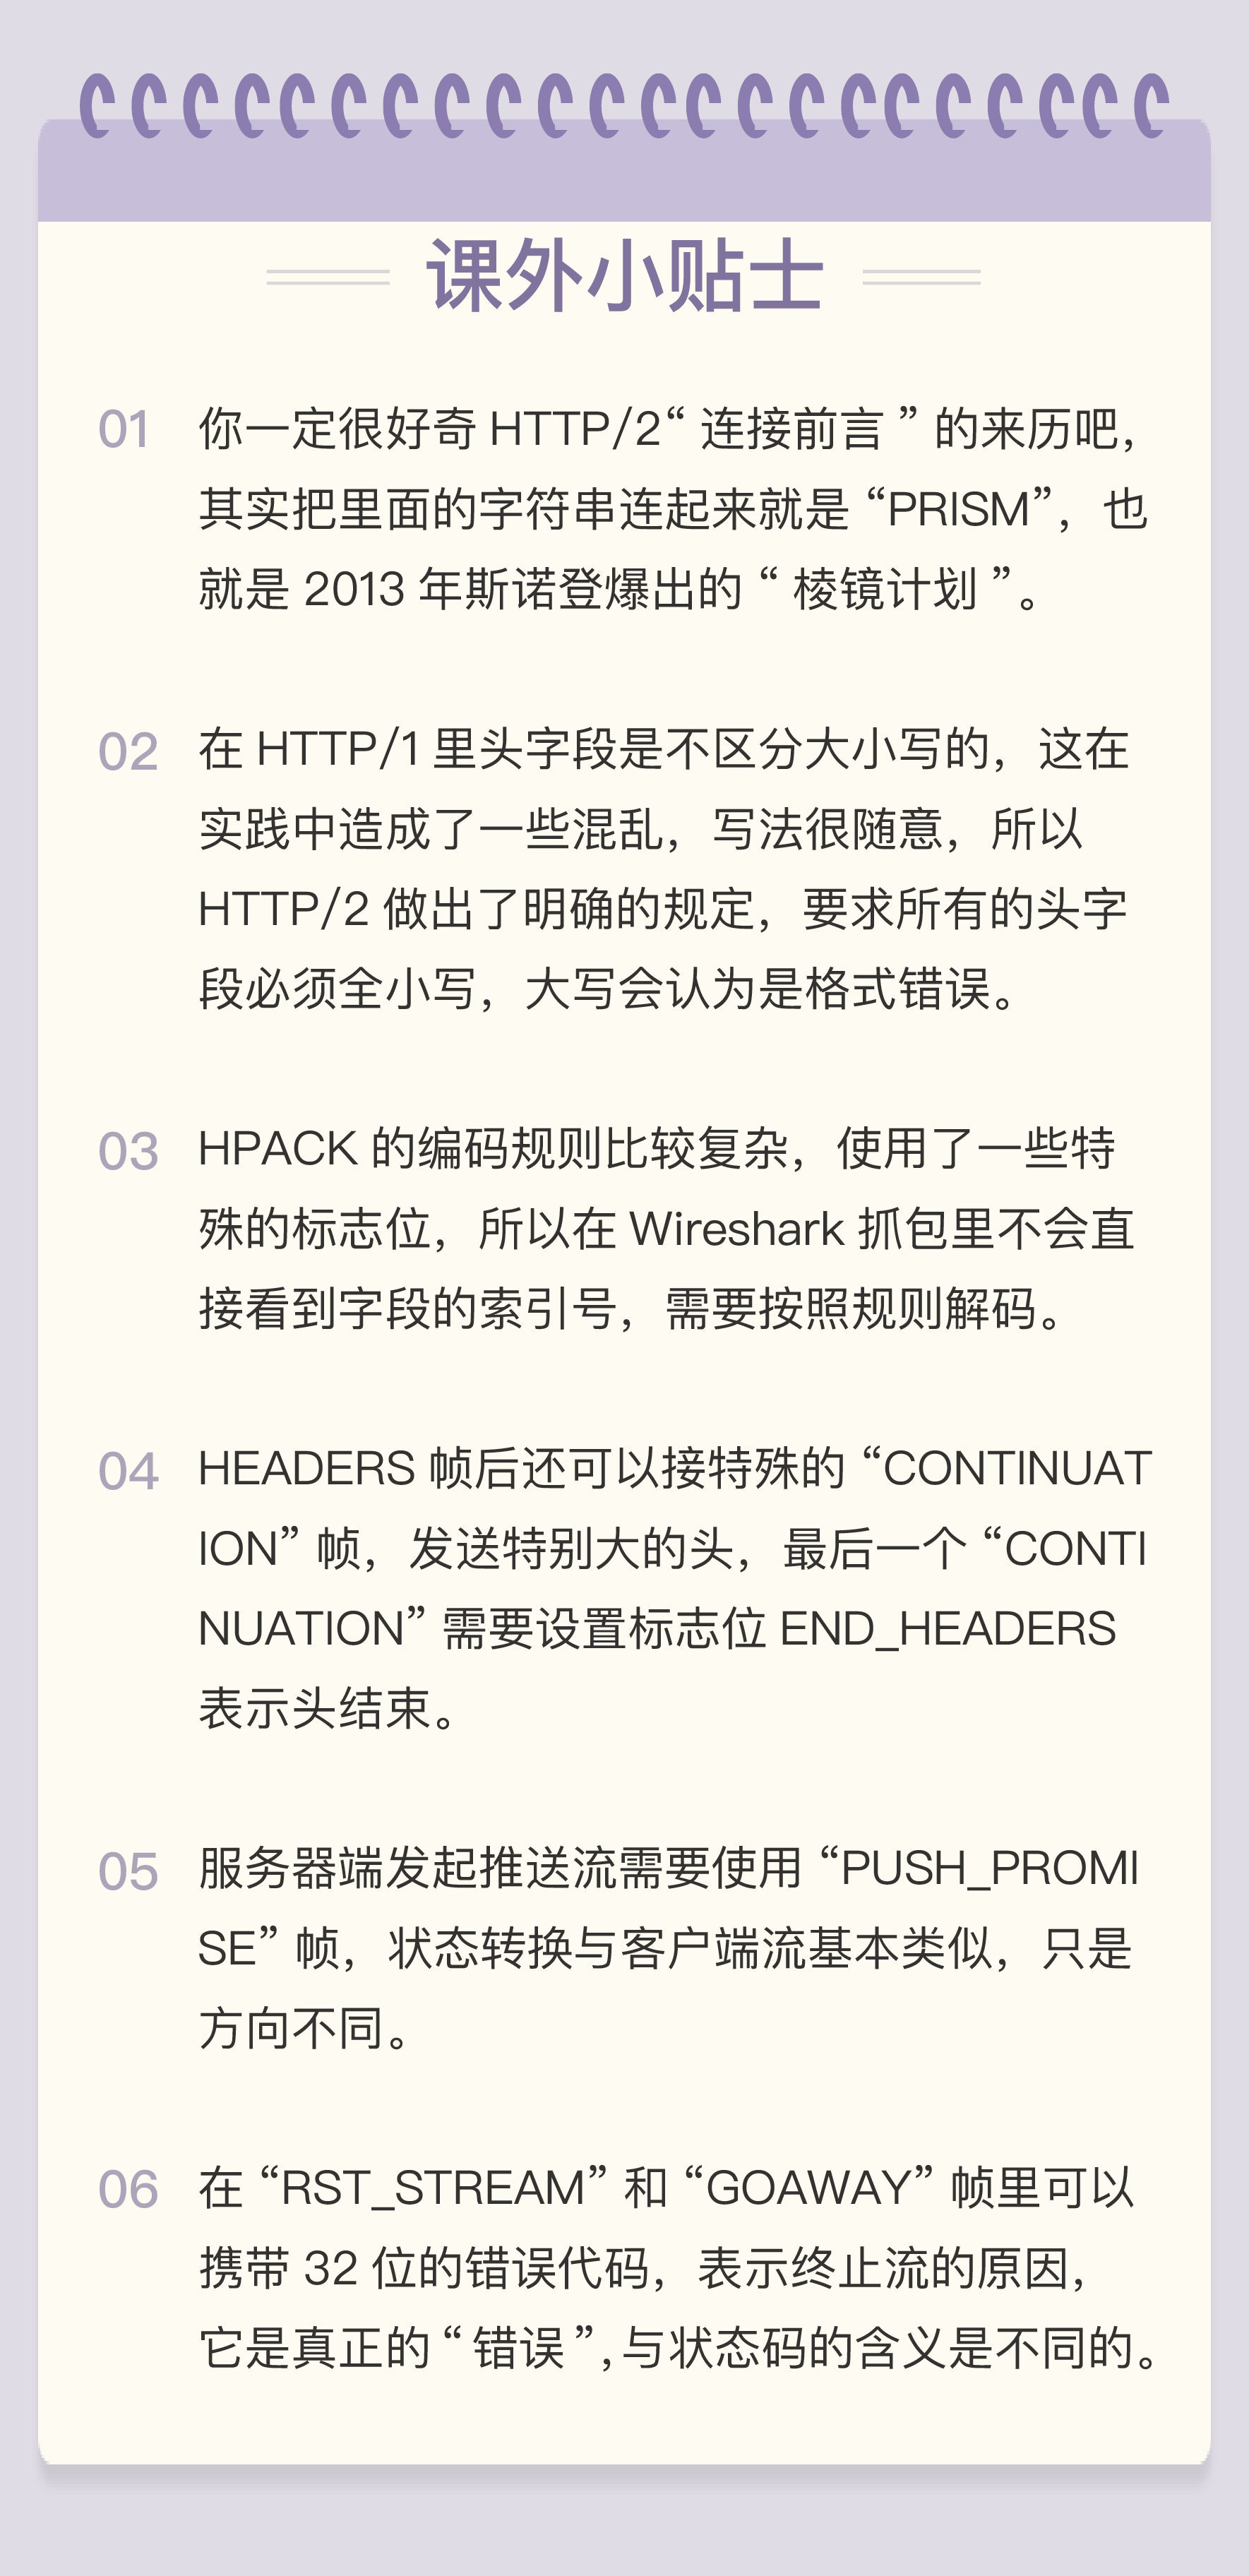 课外小贴士
01 你一定很好奇 HTTP/2“ 连接前言 ” 的来历吧，
其实把里面的字符串连起来就是 “PRISM”，也
就是 2013 年斯诺登爆出的 “ 棱镜计划 ”。
02 在 HTTP/1 里头字段是不区分大小写的，这在
实践中造成了一些混乱，写法很随意，所以
HTTP/2 做出了明确的规定，要求所有的头字
段必须全小写，大写会认为是格式错误。
03 HPACK 的编码规则比较复杂，使用了一些特
殊的标志位，所以在 Wireshark 抓包里不会直
接看到字段的索引号，需要按照规则解码。
04 HEADERS 帧后还可以接特殊的 “CONTINUAT
ION” 帧，发送特别大的头，最后一个 “CONTI
NUATION” 需要设置标志位 END_HEADERS
表示头结束。
05 服务器端发起推送流需要使用 “PUSH_PROMI
SE” 帧，状态转换与客户端流基本类似，只是
方向不同。
06 在 “RST_STREAM” 和 “GOAWAY” 帧里可以
携带 32 位的错误代码，表示终止流的原因，
它是真正的 “ 错误 ”，与状态码的含义是不同的。